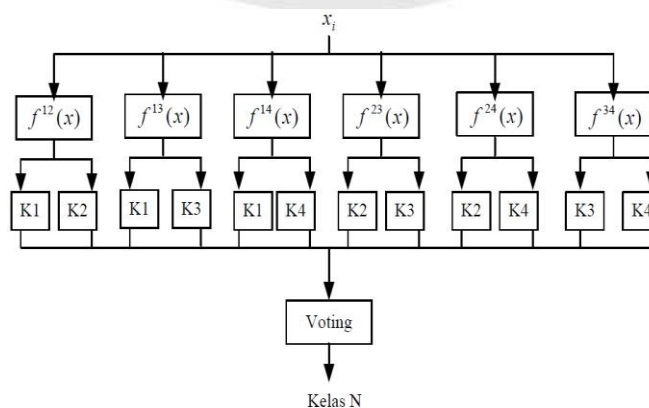 x_i
f^{12}(x) f^{13}(x) f^{14}(x) f^{23}(x) f^{24}(x) f^{34}(x)
K1 K2 K1 K3 K1 K4 K2 K3 K2 K4 K3 K4
Voting
Kelas N